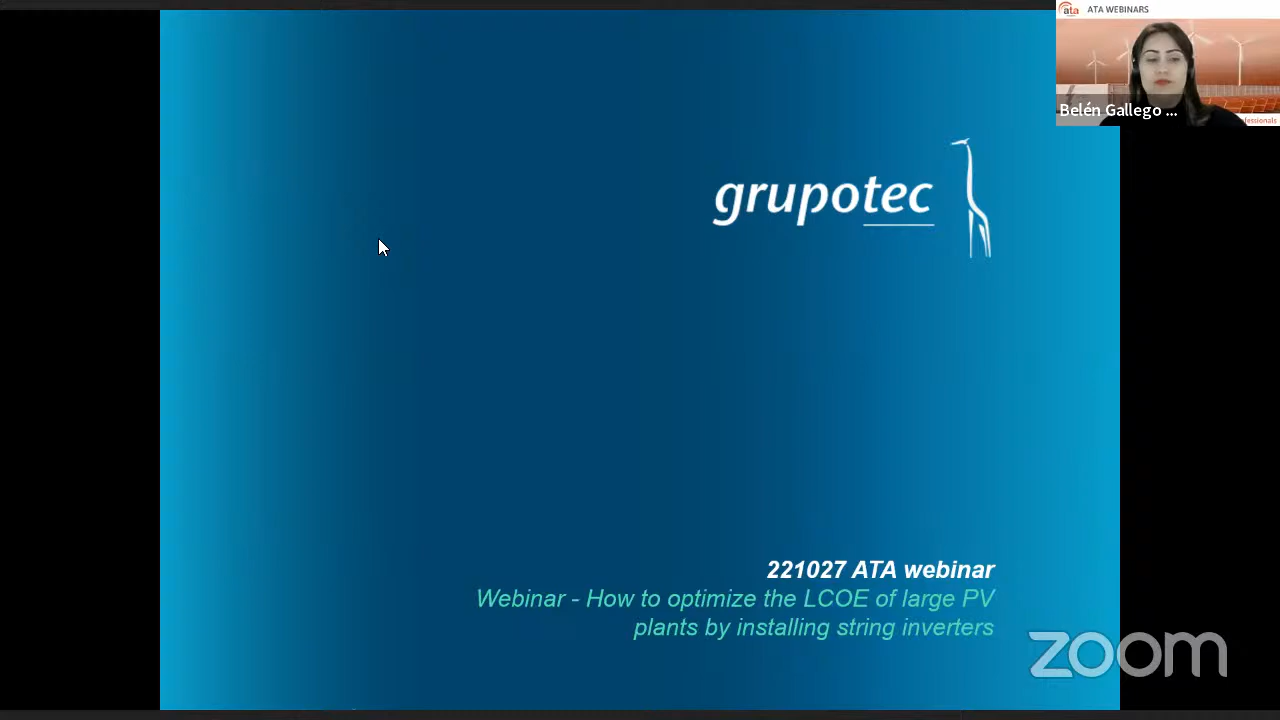 ata
ATA WEBINARS
Belén Gallego ...
grupotec
221027 ATA webinar
Webinar - How to optimize the LCOE of large PV
plants by installing string inverters
zoom